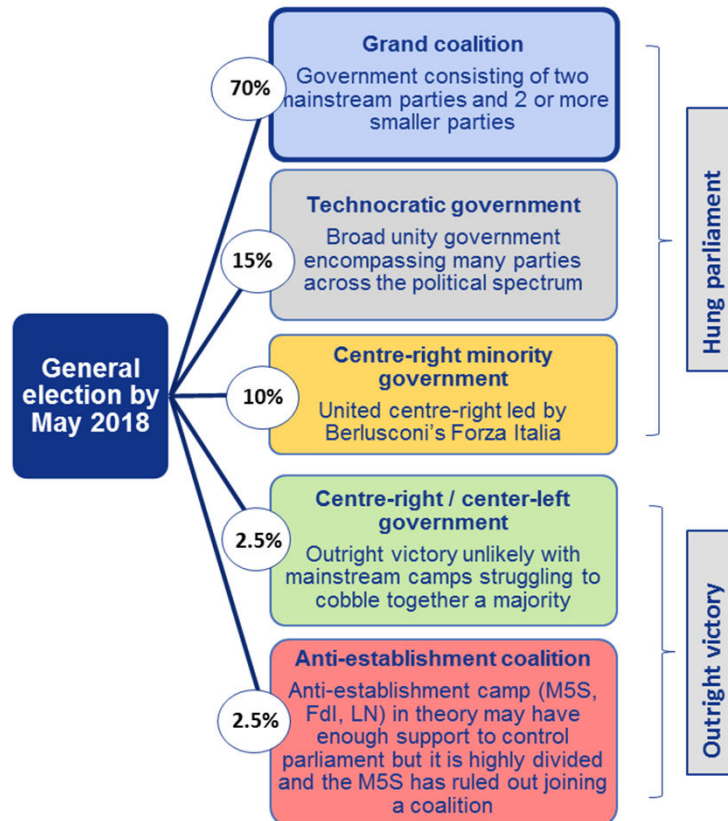 Grand coalition
Government consisting of two
mainstream parties and 2 or more
smaller parties
70%
Technocratic government
Broad unity government
encompassing many parties
across the political spectrum
15%
Hung parliament
General
election by
May 2018
Centre-right minority
government
United centre-right led by
Berlusconi's Forza Italia
10%
Centre-right / center-left
government
Outright victory unlikely with
mainstream camps struggling to
cobble together a majority
2.5%
Outright victory
Anti-establishment coalition
Anti-establishment camp (M5S,
FdI, LN) in theory may have
enough support to control
parliament but it is highly divided
and the M5S has ruled out joining
a coalition
2.5%